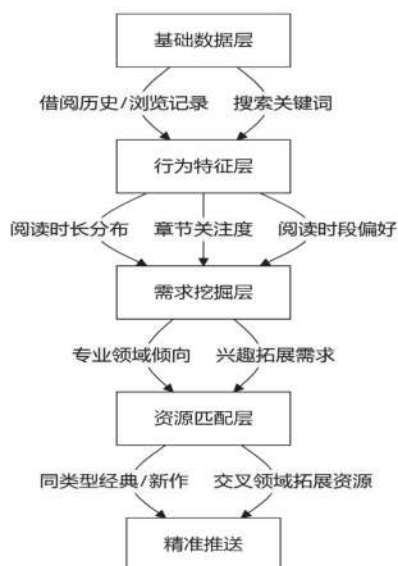 基础数据层
借阅历史/浏览记录 搜索关键词
行为特征层
阅读时长分布 章节关注度 阅读时段偏好
需求挖掘层
专业领域倾向 兴趣拓展需求
资源匹配层
同类型经典/新作 交叉领域拓展资源
精准推送